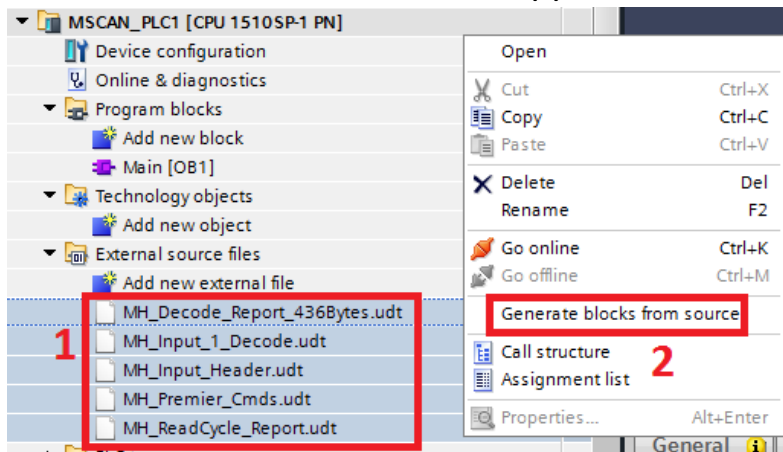 MSCAN_PLC1 [CPU 1510SP-1 PN]
Device configuration
Online & diagnostics
Program blocks
Add new block
Main [OB1]
Technology objects
Add new object
External source files
Add new external file
1
MH_Decode_Report_436Bytes.udt
MH_Input_1_Decode.udt
MH_Input_Header.udt
MH_Premier_Cmds.udt
MH_ReadCycle_Report.udt
Open
Cut Ctrl+X
Copy Ctrl+C
Paste Ctrl+V
Delete Del
Rename F2
Go online Ctrl+K
Go offline Ctrl+M
Generate blocks from source
2
Call structure
Assignment list
Properties... Alt+Enter
General